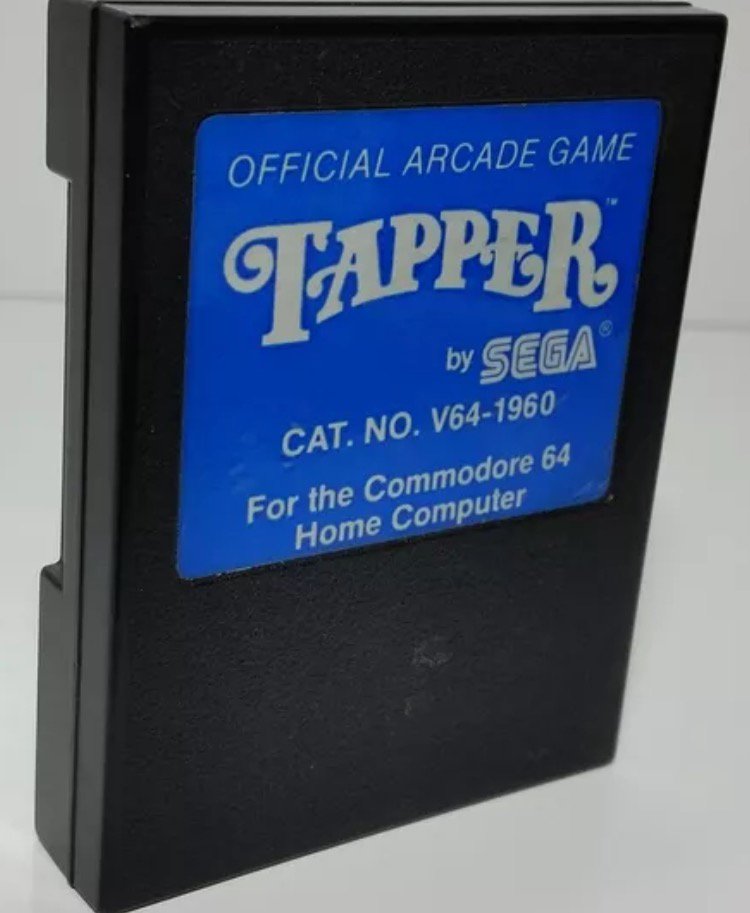 OFFICIAL ARCADE GAME
TAPPER™
by SEGA®
CAT. NO. V64-1960
For the Commodore 64
Home Computer